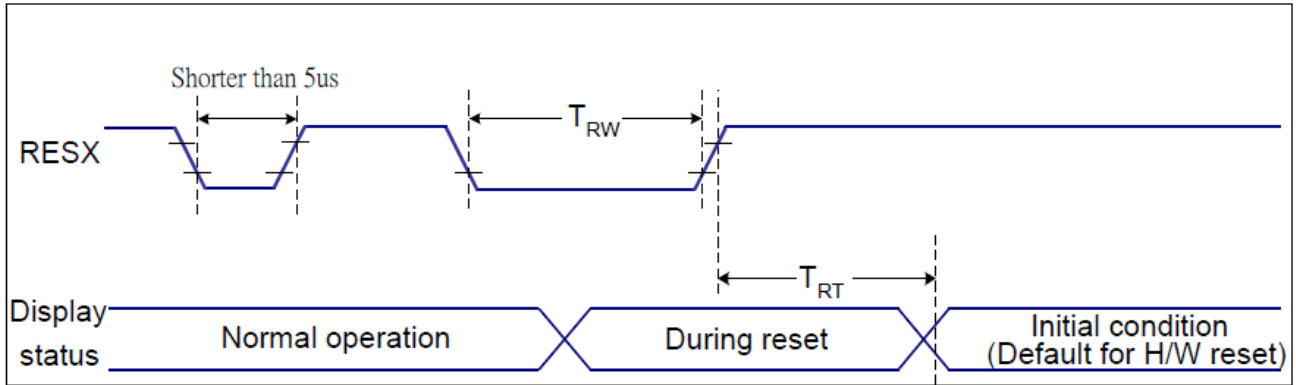 Shorter than 5us
RESX
TRW
TRT
Display
status
Normal operation
During reset
Initial condition
(Default for H/W reset)